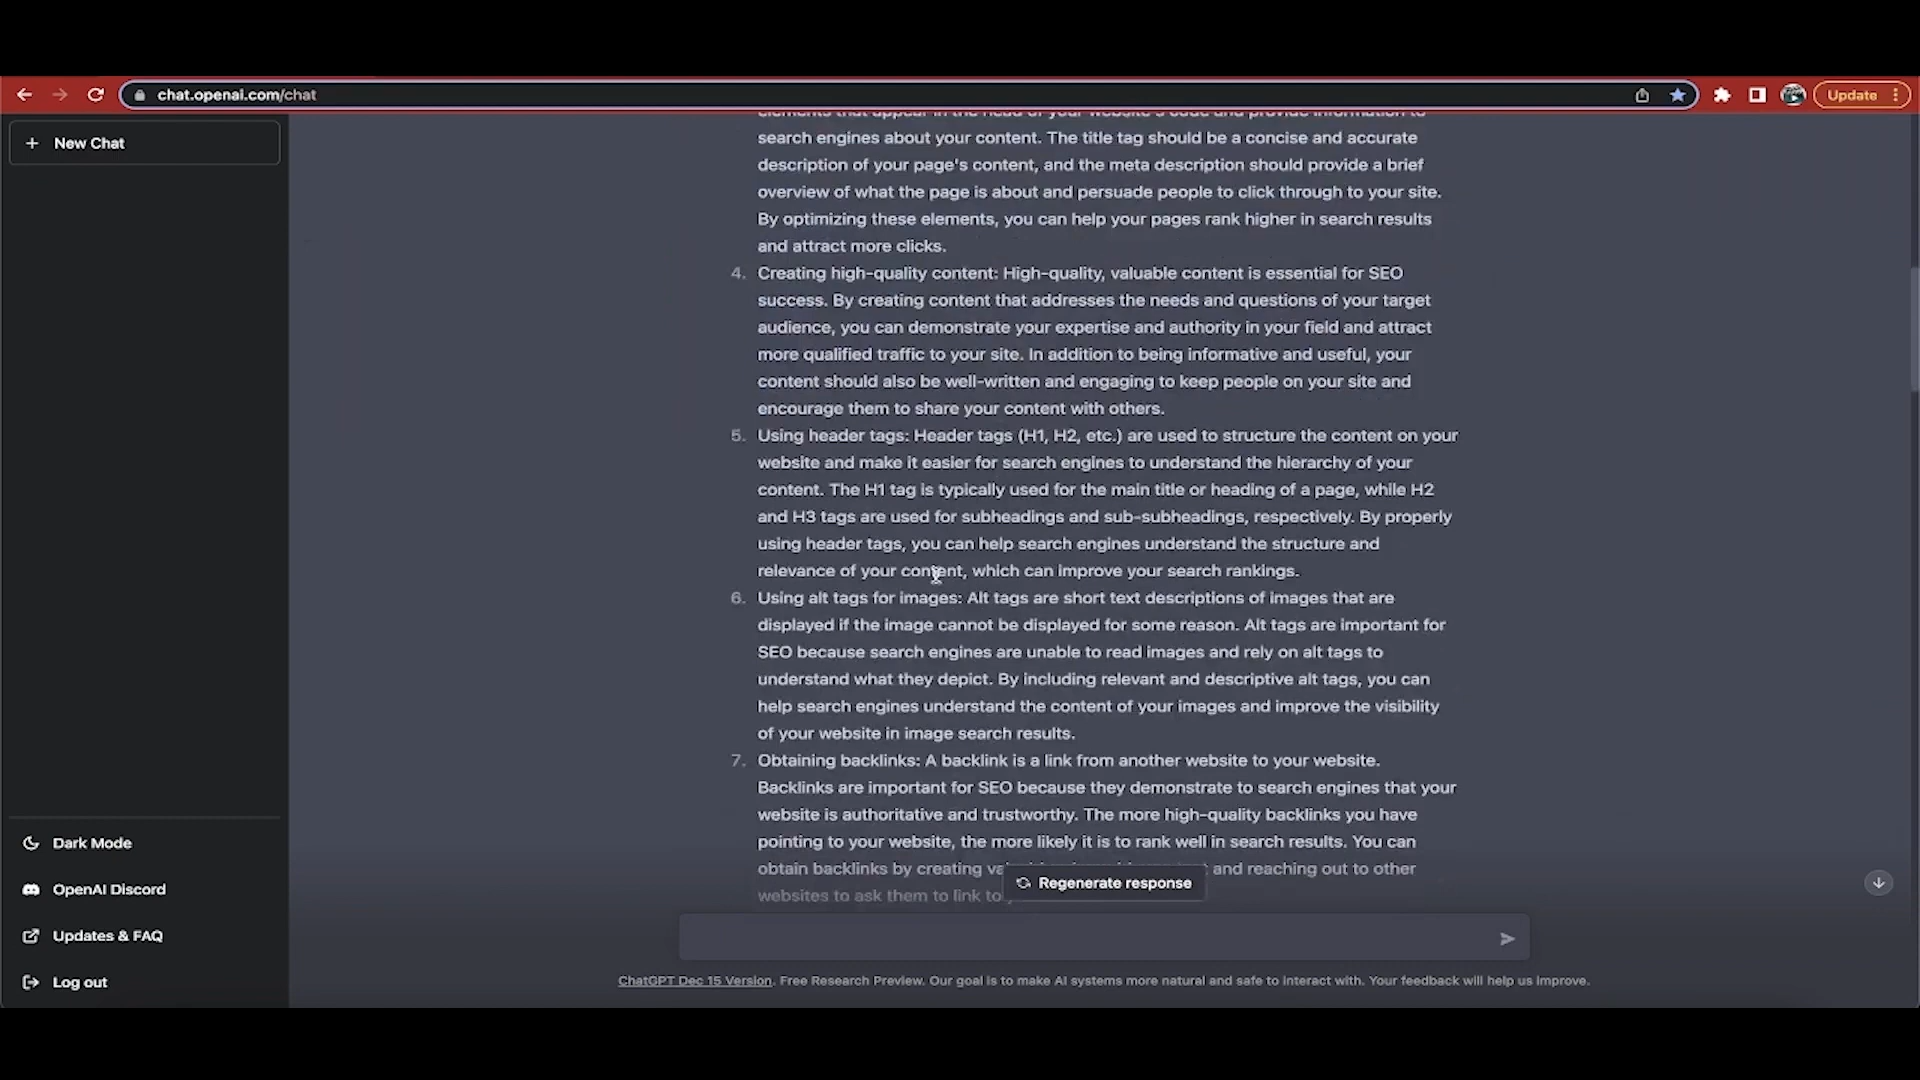 chat.openai.com/chat
Update
New Chat
elements that appear in the head of your website's code and provide information to
search engines about your content. The title tag should be a concise and accurate
description of your page's content, and the meta description should provide a brief
overview of what the page is about and persuade people to click through to your site.
By optimizing these elements, you can help your pages rank higher in search results
and attract more clicks.
4. Creating high-quality content: High-quality, valuable content is essential for SEO
success. By creating content that addresses the needs and questions of your target
audience, you can demonstrate your expertise and authority in your field and attract
more qualified traffic to your site. In addition to being informative and useful, your
content should also be well-written and engaging to keep people on your site and
encourage them to share your content with others.
5. Using header tags: Header tags (H1, H2, etc.) are used to structure the content on your
website and make it easier for search engines to understand the hierarchy of your
content. The H1 tag is typically used for the main title or heading of a page, while H2
and H3 tags are used for subheadings and sub-subheadings, respectively. By properly
using header tags, you can help search engines understand the structure and
relevance of your content, which can improve your search rankings.
6. Using alt tags for images: Alt tags are short text descriptions of images that are
displayed if the image cannot be displayed for some reason. Alt tags are important for
SEO because search engines are unable to read images and rely on alt tags to
understand what they depict. By including relevant and descriptive alt tags, you can
help search engines understand the content of your images and improve the visibility
of your website in image search results.
7. Obtaining backlinks: A backlink is a link from another website to your website.
Backlinks are important for SEO because they demonstrate to search engines that your
website is authoritative and trustworthy. The more high-quality backlinks you have
pointing to your website, the more likely it is to rank well in search results. You can
obtain backlinks by creating and reaching out to other
websites to ask them to link to
Regenerate response
Dark Mode
OpenAI Discord
Updates & FAQ
Log out
ChatGPT Dec 15 Version. Free Research Preview. Our goal is to make AI systems more natural and safe to interact with. Your feedback will help us improve.